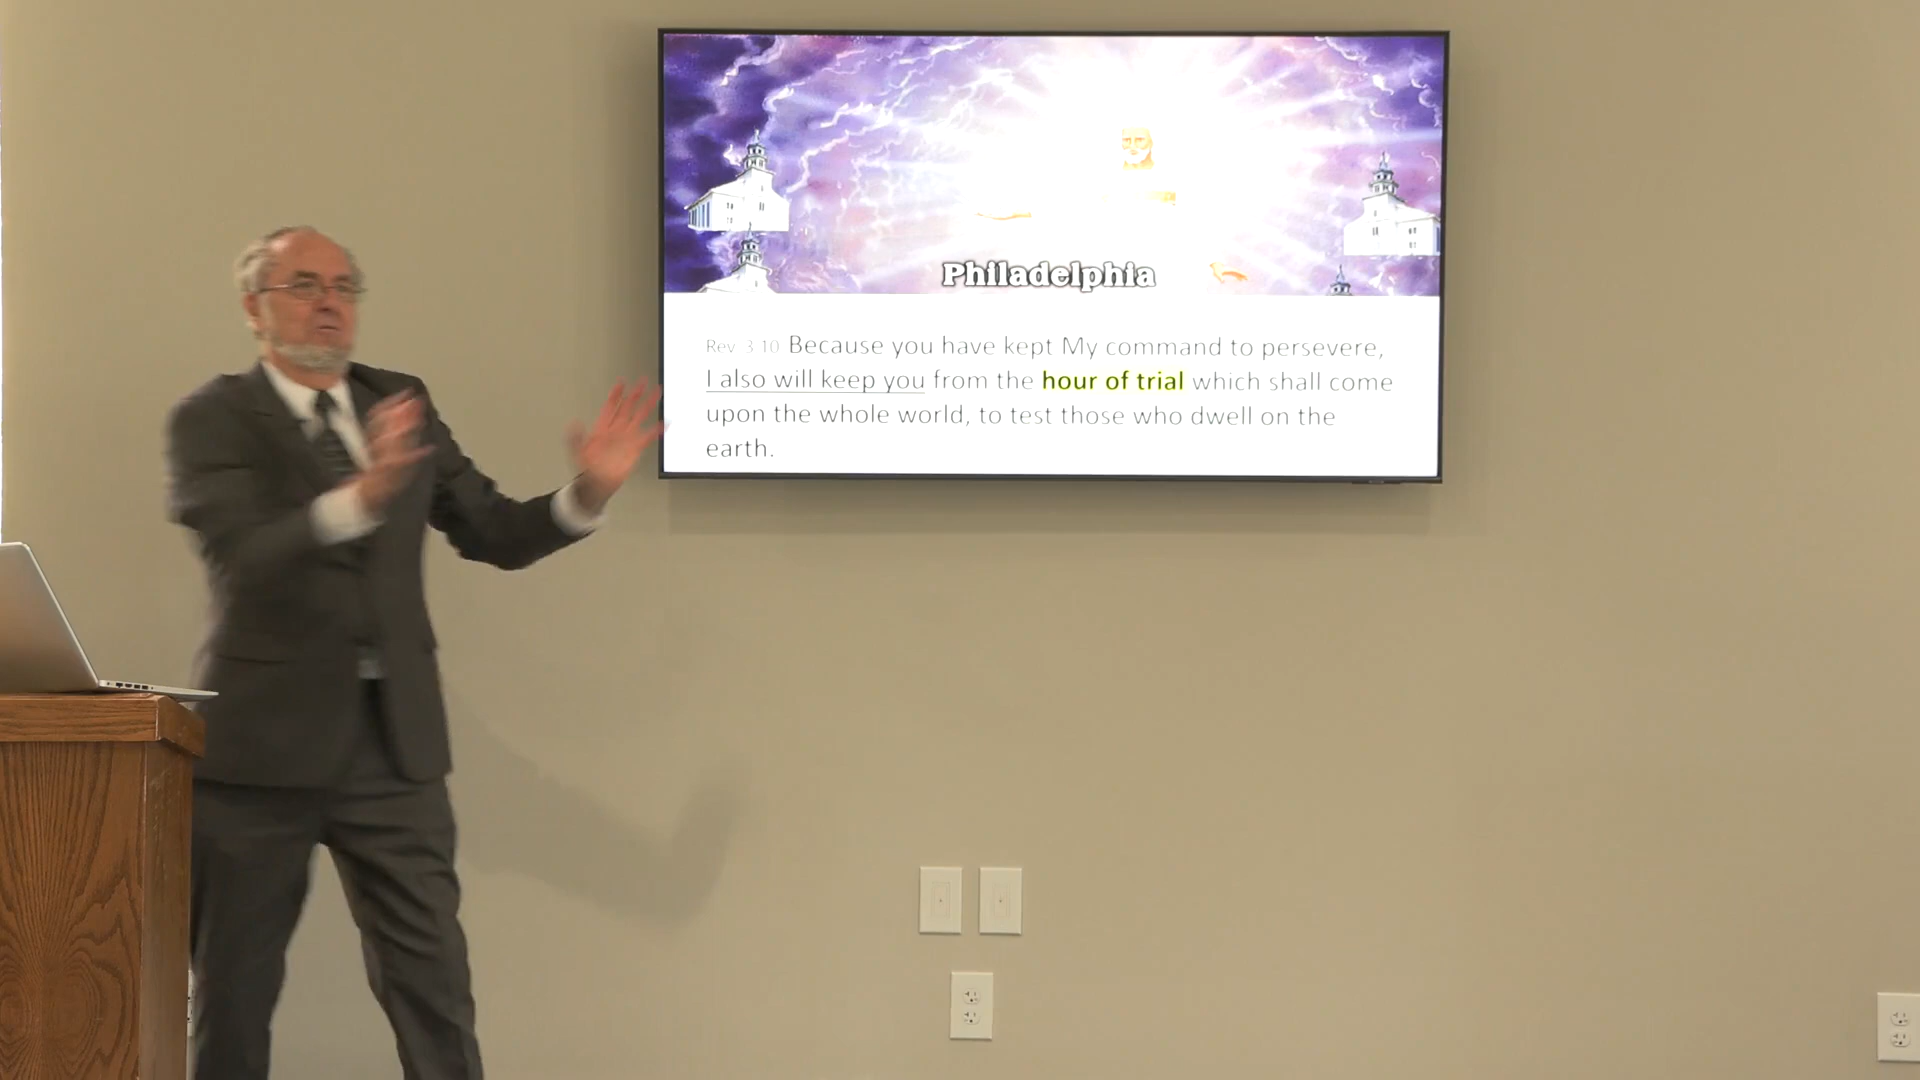 Philadelphia
Rev 3 10 Because you have kept My command to persevere,
I also will keep you from the hour of trial which shall come
upon the whole world, to test those who dwell on the
earth.